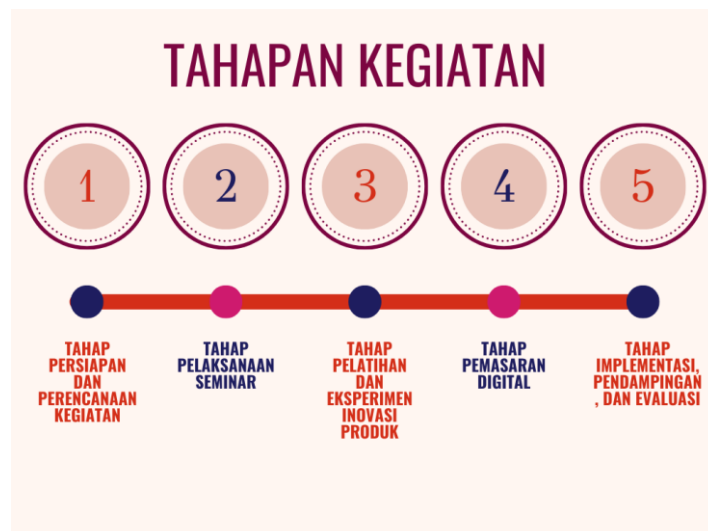 TAHAPAN KEGIATAN
1
2
3
4
5
TAHAP
PERSIAPAN
DAN
PERENCANAAN
KEGIATAN
TAHAP
PELAKSANAAN
SEMINAR
TAHAP
PELATIHAN
DAN
EKSPERIMEN
INOVASI
PRODUK
TAHAP
PEMASARAN
DIGITAL
TAHAP
IMPLEMENTASI,
PENDAMPINGAN
, DAN EVALUASI